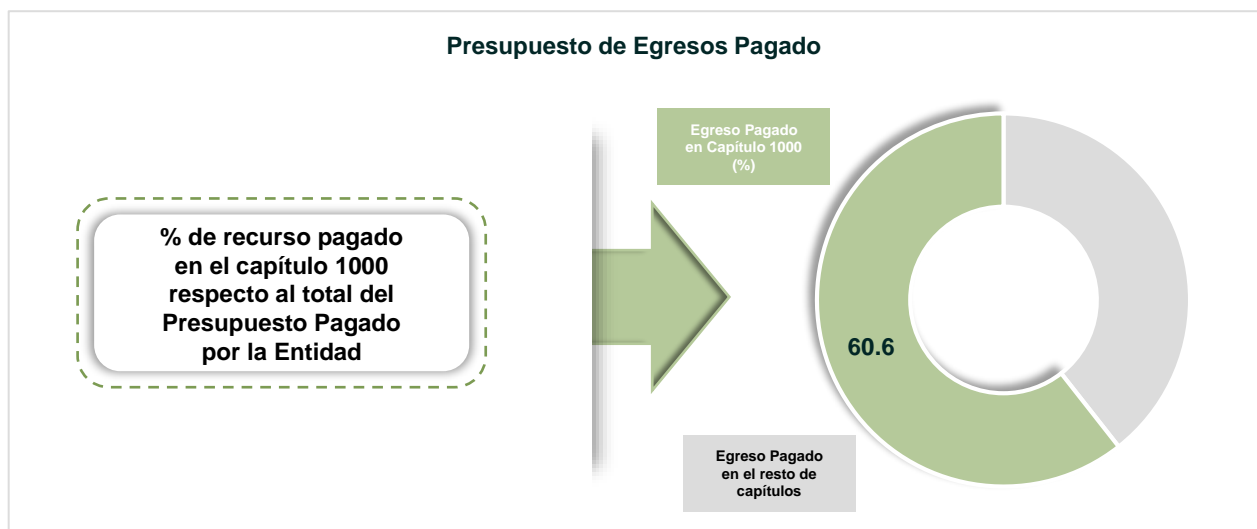 Presupuesto de Egresos Pagado
Egreso Pagado
en Capítulo 1000
(%)
% de recurso pagado
en el capítulo 1000
respecto al total del
Presupuesto Pagado
por la Entidad
60.6
Egreso Pagado
en el resto de
capítulos